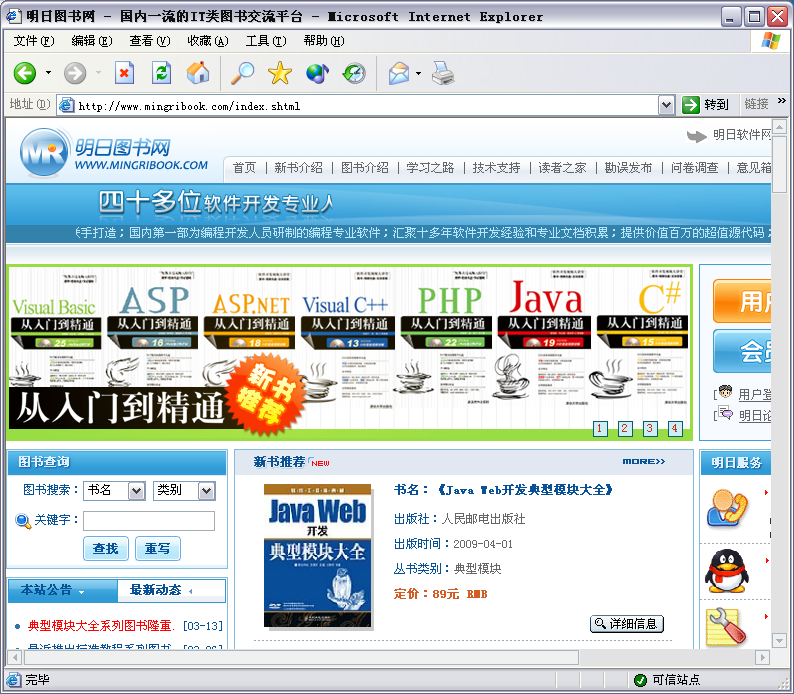 明日图书网 - 国内一流的IT类图书交流平台 - Microsoft Internet Explorer
文件(F) 编辑(E) 查看(V) 收藏(A) 工具(T) 帮助(H)
地址(D) http://www.mingribook.com/index.shtml 转到 链接 »
MR 明日图书网
WWW.MINGRIBOOK.COM
明日软件网
首页 | 新书介绍 | 图书介绍 | 学习之路 | 技术支持 | 读者之家 | 勘误发布 | 问卷调查 | 意见箱
四十多位软件开发专业人
手打造；国内第一部为编程开发人员研制的编程专业软件；汇聚十多年软件开发经验和专业文档积累；提供价值百万的超值源代码；
Visual Basic ASP ASP.NET Visual C++ PHP Java C#
从入门到精通 从入门到精通 从入门到精通 从入门到精通 从入门到精通 从入门到精通 从入门到精通
25 16 18 13 22 19 15
从入门到精通
新书
推荐
1 2 3 4
用户
会员
[ 用户登
[ 明日论
图书查询
图书搜索： 书名 类别
关键字：
查找 重写
本站公告 最新动态
典型模块大全系列图书隆重. [03-13]
新书推荐 NEW MORE>>
Java Web
开发
典型模块大全
书名：《Java Web开发典型模块大全》
出版社：人民邮电出版社
出版时间：2009-04-01
丛书类别：典型模块
定价：89元 RMB
详细信息
明日服务
完毕 可信站点